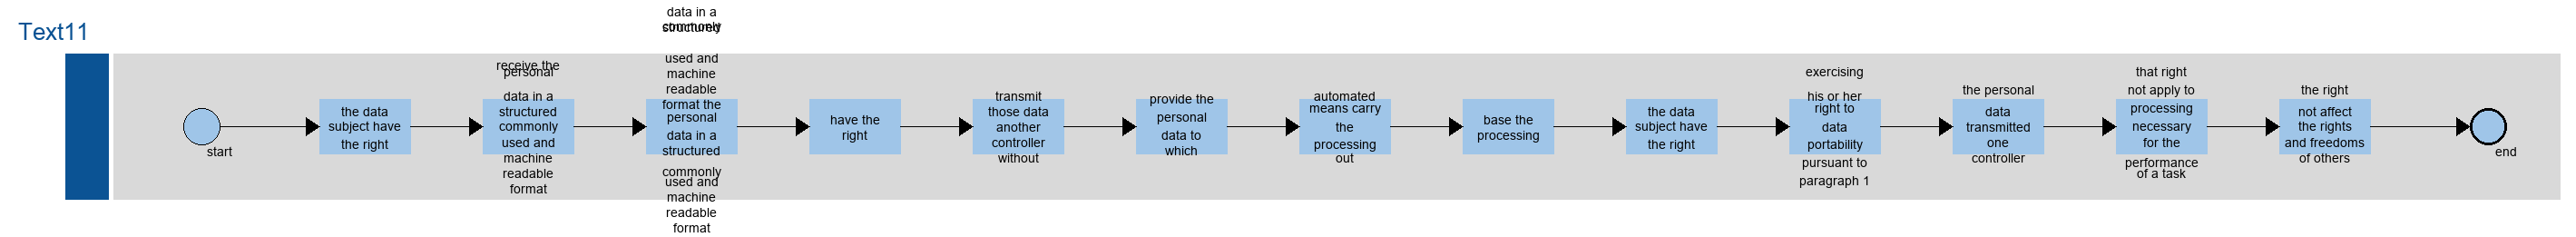 Text11
start
the data
subject have
the right
receive the
personal
data in a
structured
commonly
used and
machine
readable
format
data in a
structured
commonly
used and
machine
readable
format the
personal
data in a
structured
commonly
used and
machine
readable
format
have the
right
transmit
those data
another
controller
without
provide the
personal
data to
which
automated
means carry
the
processing
out
base the
processing
the data
subject have
the right
exercising
his or her
right to
data
portability
pursuant to
paragraph 1
the personal
data
transmitted
one
controller
that right
not apply to
processing
necessary
for the
performance
of a task
the right
not affect
the rights
and freedoms
of others
end